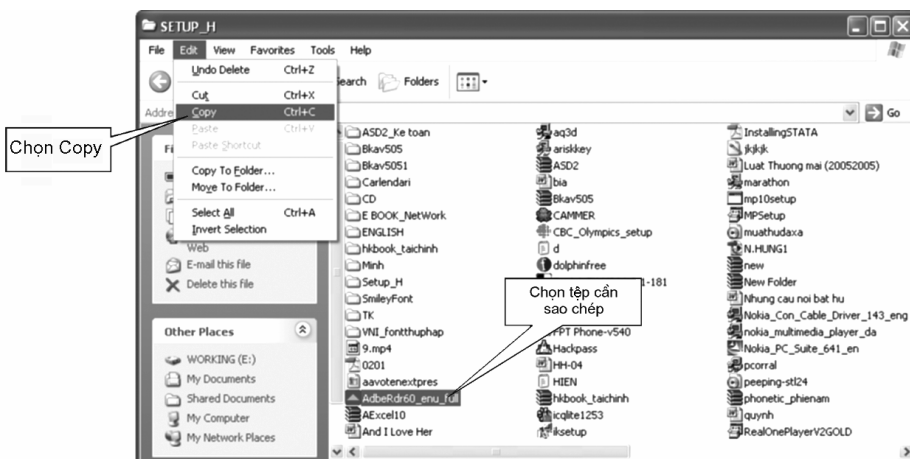 SETUP_H
File Edit View Favorites Tools Help
Undo Delete Ctrl+Z
Cut Ctrl+X
Copy Ctrl+C
Paste Ctrl+V
Paste Shortcut
Copy To Folder...
Move To Folder...
Select All Ctrl+A
Invert Selection
earch Folders
Addre
Go
Chọn Copy
Fi
Web
E-mail this file
Delete this file
Other Places
WORKING (E:)
My Documents
Shared Documents
My Computer
My Network Places
ASD2_Ke toan
Bkav505
Bkav5051
Carlendari
CD
E BOOK_NetWork
ENGLISH
hkbook_taichinh
Minh
Setup_H
SmileyFont
TK
VNI_fontthuphap
9.mp4
0201
aavotenextpres
AdbeRdr60_enu_full
AExcel10
And I Love Her
aq3d
ariskkey
ASD2
bia
Bkav505
CAMMER
CBC_Olympics_setup
d
dolphinfree
1-181
Chọn tệp cần
sao chép
FPT Phone-v540
Hackpass
HH-04
HIEN
hkbook_taichinh
icqlite1253
iksetup
InstallingSTATA
jkjkjk
Luat Thuong mai (20052005)
marathon
mp10setup
MPSetup
muathudaxa
N.HUNG1
new
New Folder
Nhung cau noi bat hu
Nokia_Con_Cable_Driver_143_eng
nokia_multimedia_player_da
Nokia_PC_Suite_641_en
pcorral
peeping-stl24
phonetic_phienam
quynh
RealOnePlayerV2GOLD